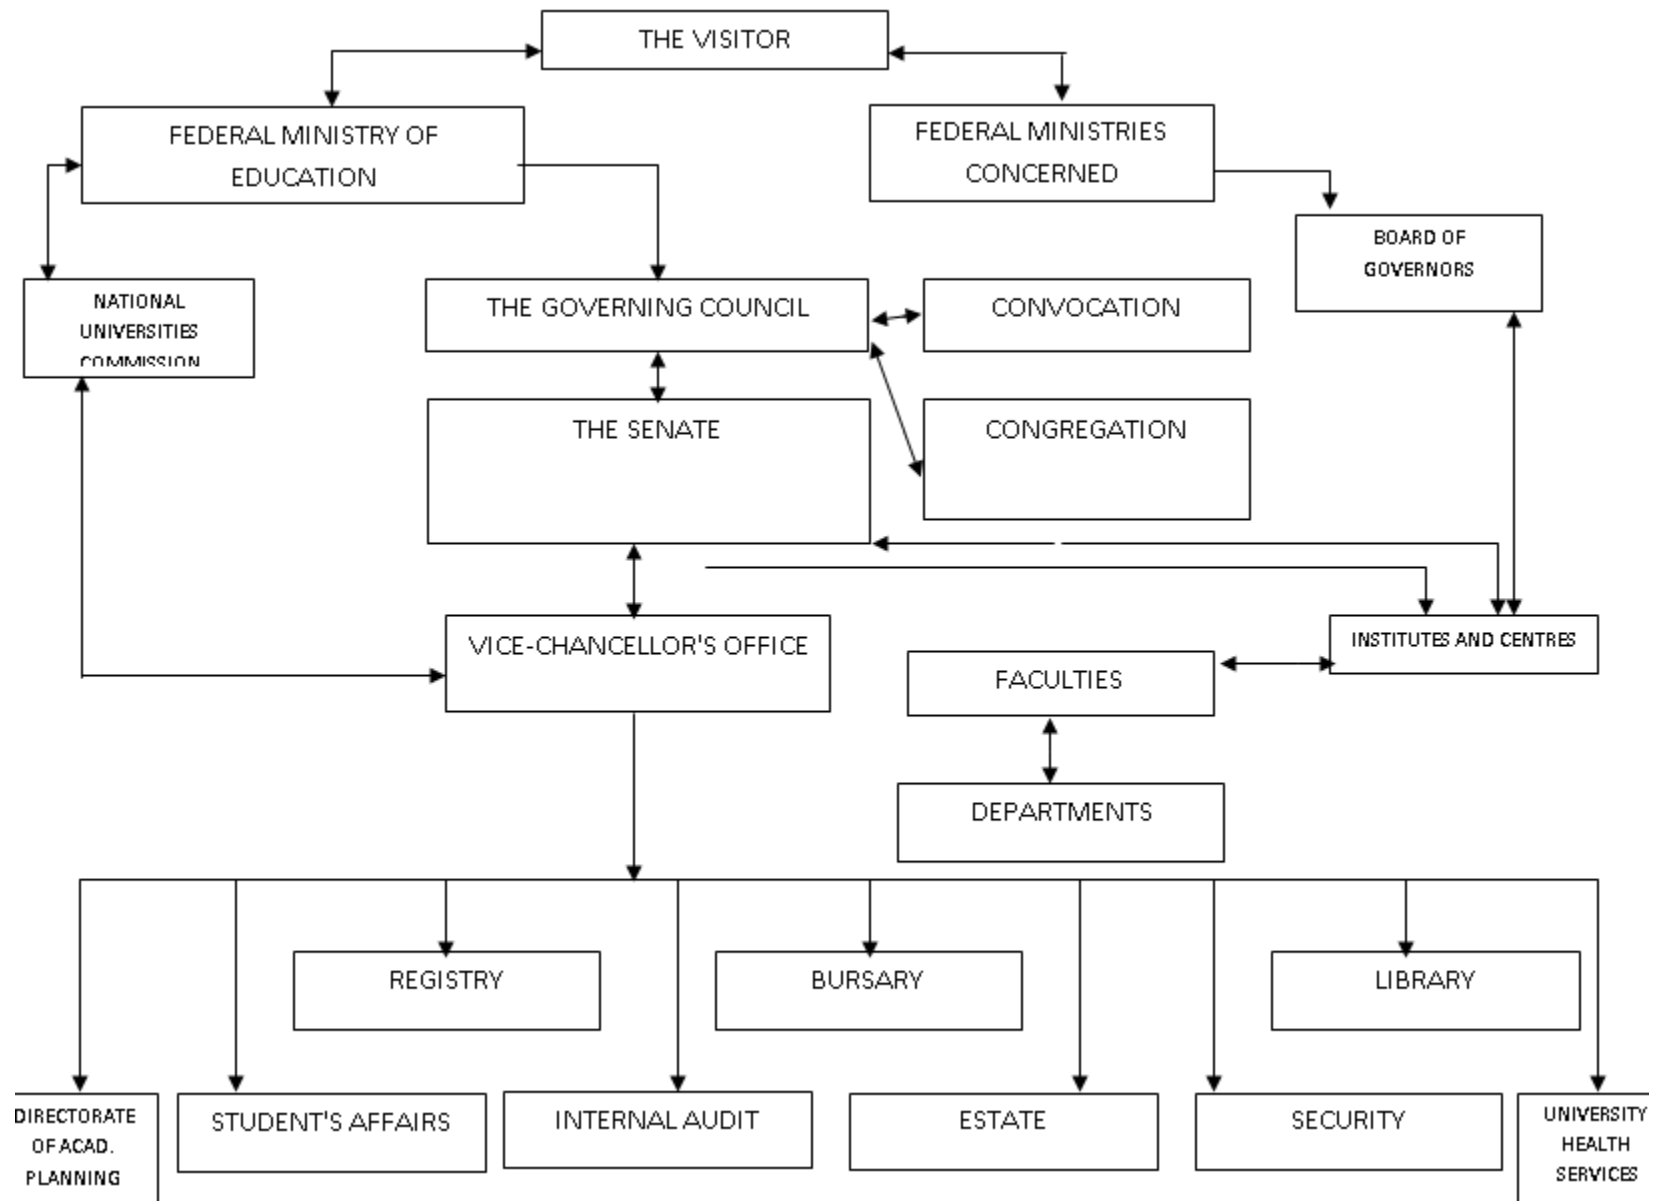 THE VISITOR
FEDERAL MINISTRY OF
EDUCATION
FEDERAL MINISTRIES
CONCERNED
BOARD OF
GOVERNORS
NATIONAL
UNIVERSITIES
COMMISSION
THE GOVERNING COUNCIL
CONVOCATION
THE SENATE
CONGREGATION
VICE-CHANCELLOR'S OFFICE
INSTITUTES AND CENTRES
FACULTIES
DEPARTMENTS
REGISTRY
BURSARY
LIBRARY
DIRECTORATE
OF ACAD.
PLANNING
STUDENT'S AFFAIRS
INTERNAL AUDIT
ESTATE
SECURITY
UNIVERSITY
HEALTH
SERVICES